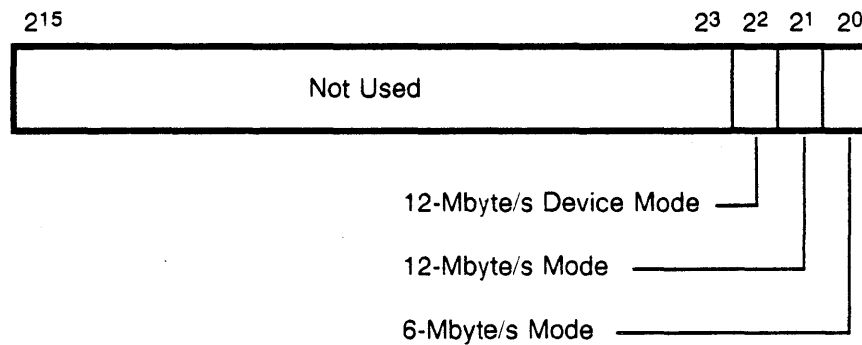 2¹⁵ 2³ 2² 2¹ 2⁰
Not Used
12-Mbyte/s Device Mode
12-Mbyte/s Mode
6-Mbyte/s Mode